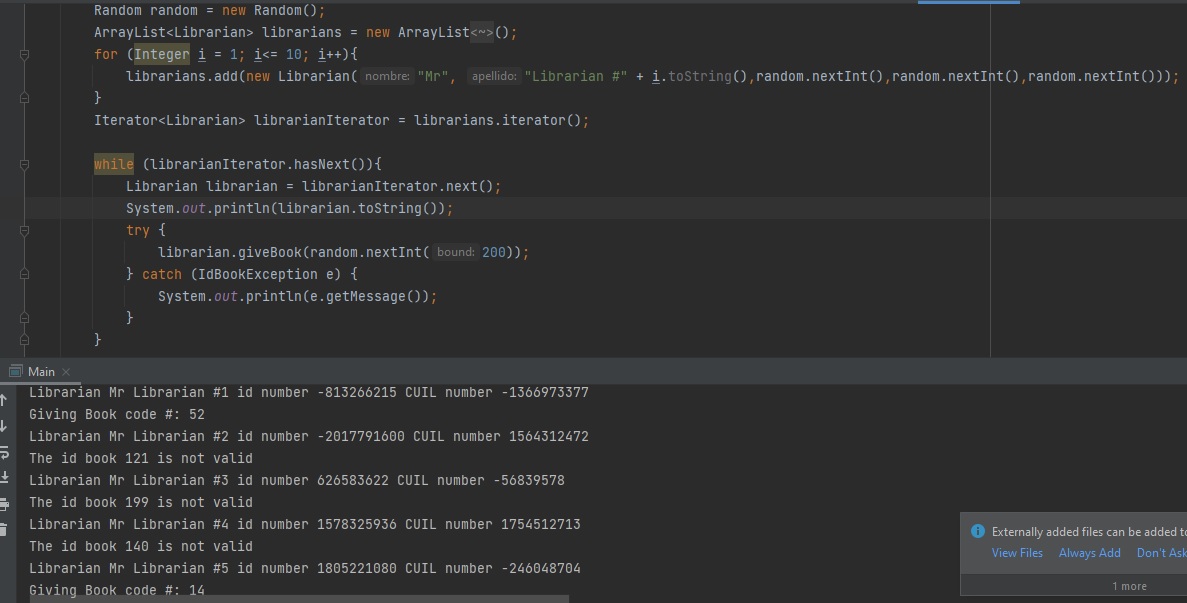 Random random = new Random();
ArrayList<Librarian> librarians = new ArrayList<~>();
for (Integer i = 1; i<= 10; i++){
librarians.add(new Librarian( nombre: "Mr", apellido: "Librarian #" + i.toString(),random.nextInt(),random.nextInt(),random.nextInt()));
}
Iterator<Librarian> librarianIterator = librarians.iterator();
while (librarianIterator.hasNext()){
Librarian librarian = librarianIterator.next();
System.out.println(librarian.toString());
try {
librarian.giveBook(random.nextInt( bound: 200));
} catch (IdBookException e) {
System.out.println(e.getMessage());
}
}
Main
Librarian Mr Librarian #1 id number -813266215 CUIL number -1366973377
Giving Book code #: 52
Librarian Mr Librarian #2 id number -2017791600 CUIL number 1564312472
The id book 121 is not valid
Librarian Mr Librarian #3 id number 626583622 CUIL number -56839578
The id book 199 is not valid
Librarian Mr Librarian #4 id number 1578325936 CUIL number 1754512713
The id book 140 is not valid
Librarian Mr Librarian #5 id number 1805221080 CUIL number -246048704
Giving Book code #: 14
Externally added files can be added to
View Files Always Add Don't Ask
1 more